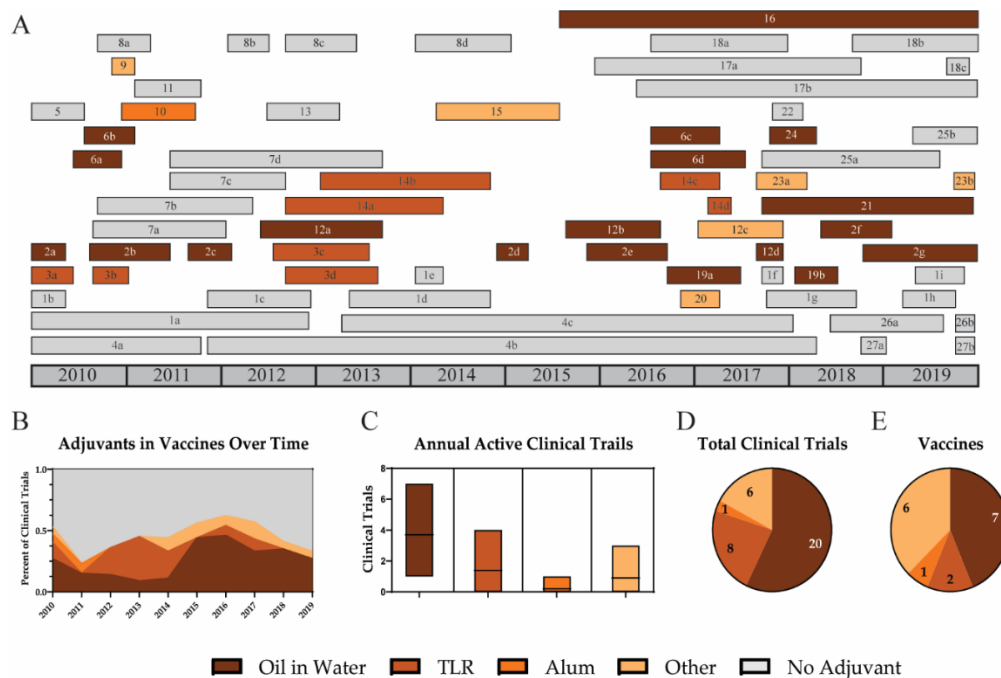 A
16
8a 8b 8c 8d 18a 18b
9 17a 18c
11 17b
5 10 13 15 22
6b 6c 24 25b
6a 7d 6d 25a
7c 14b 14c 23a 23b
7b 14a 14d 21
7a 12a 12b 12c 2f
2a 2b 2c 3c 2d 2e 12d 2g
3a 3b 3d 1e 19a 1f 19b 1i
1b 1c 1d 20 1g 1h
1a 4c 26a 26b
4a 4b 27a 27b
2010 2011 2012 2013 2014 2015 2016 2017 2018 2019
B
Adjuvants in Vaccines Over Time
Percent of Clinical Trials
1.0
0.5
0.0
2010 2011 2012 2013 2014 2015 2016 2017 2018 2019
C
Annual Active Clinical Trails
Clinical Trials
8
6
4
2
0
D
Total Clinical Trials
6
1
8
20
E
Vaccines
6
7
1
2
Oil in Water TLR Alum Other No Adjuvant